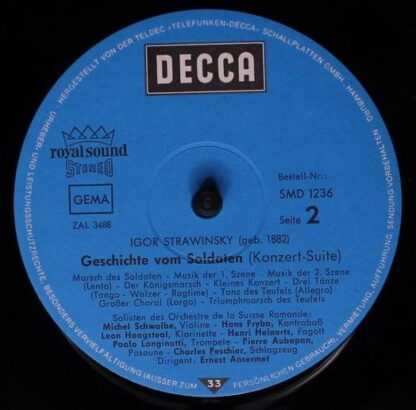 HERGESTELLT VON DER TELDEC »TELEFUNKEN-DECCA« SCHALLPLATTEN GMBH · HAMBURG
DECCA
royal sound
STEREO
GEMA
ZAL 3488
Bestell-Nr.:
SMD 1236
Seite 2
IGOR STRAWINSKY (geb. 1882)
Geschichte vom Soldaten (Konzert-Suite)
Marsch des Soldaten - Musik der 1. Szene - Musik der 2. Szene
(Lento) - Der Königsmarsch - Kleines Konzert - Drei Tänze
(Tango - Walzer - Ragtime) - Tanz des Teufels (Allegro)
Großer Choral (Largo) - Triumphmarsch des Teufels
Solisten des Orchestre de la Suisse Romande:
Michel Schwalbe, Violine - Hans Fryba, Kontrabaß
Leon Hoogstoel, Klarinette - Henri Helaerts, Fagott
Paolo Longinotti, Trompete - Pierre Aubapan,
Posaune - Charles Peschier, Schlagzeug
Dirigent: Ernest Ansermet
URHEBER- UND LEISTUNGSSCHUTZRECHTE, BESONDERS VERVIELFÄLTIGUNG (AUSSER ZUM
33
PERSÖNLICHEN GEBRAUCH), VERMIETUNG, AUFFÜHRUNG, SENDUNG VORBEHALTEN